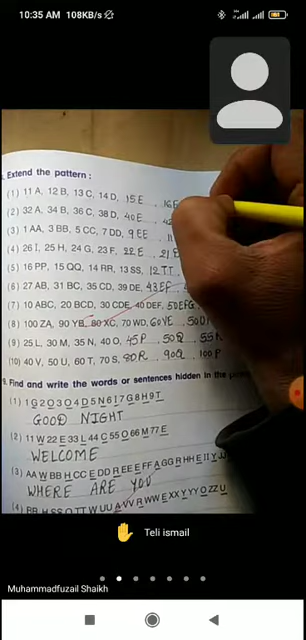 10:35 AM 108KB/s
. Extend the pattern :
(1) 11 A, 12 B, 13 C, 14 D, 15 E, 16 F
(2) 32 A, 34 B, 36 C, 38 D, 40 E,
(3) 1 AA, 3 BB, 5 CC, 7 DD, 9 EE, 11
(4) 26 I, 25 H, 24 G, 23 F, 22 E, 21 E
(5) 16 PP, 15 QQ, 14 RR, 13 SS, 12 TT,
(6) 27 AB, 31 BC, 35 CD, 39 DE, 43 EF,
(7) 10 ABC, 20 BCD, 30 CDE, 40 DEF, 50 EFG,
(8) 100 ZA, 90 YB, 80 XC, 70 WD, 60 VE, 50
(9) 25 L, 30 M, 35 N, 40 O, 45 P, 50 Q, 55 R
(10) 40 V, 50 U, 60 T, 70 S, 80 R, 90 Q, 100 P
9. Find and write the words or sentences hidden in the
(1) 1G2O3O4D5N6I7G8H9T
GOOD NIGHT
(2) 11 W 22 E 33 L 44 C 55 O 66 M 77 E
WELCOME
(3) AA W BB H CC E DD R EE E FF A GG R HH E II Y
WHERE ARE YOU
Teli ismail
Muhammadfuzail Shaikh